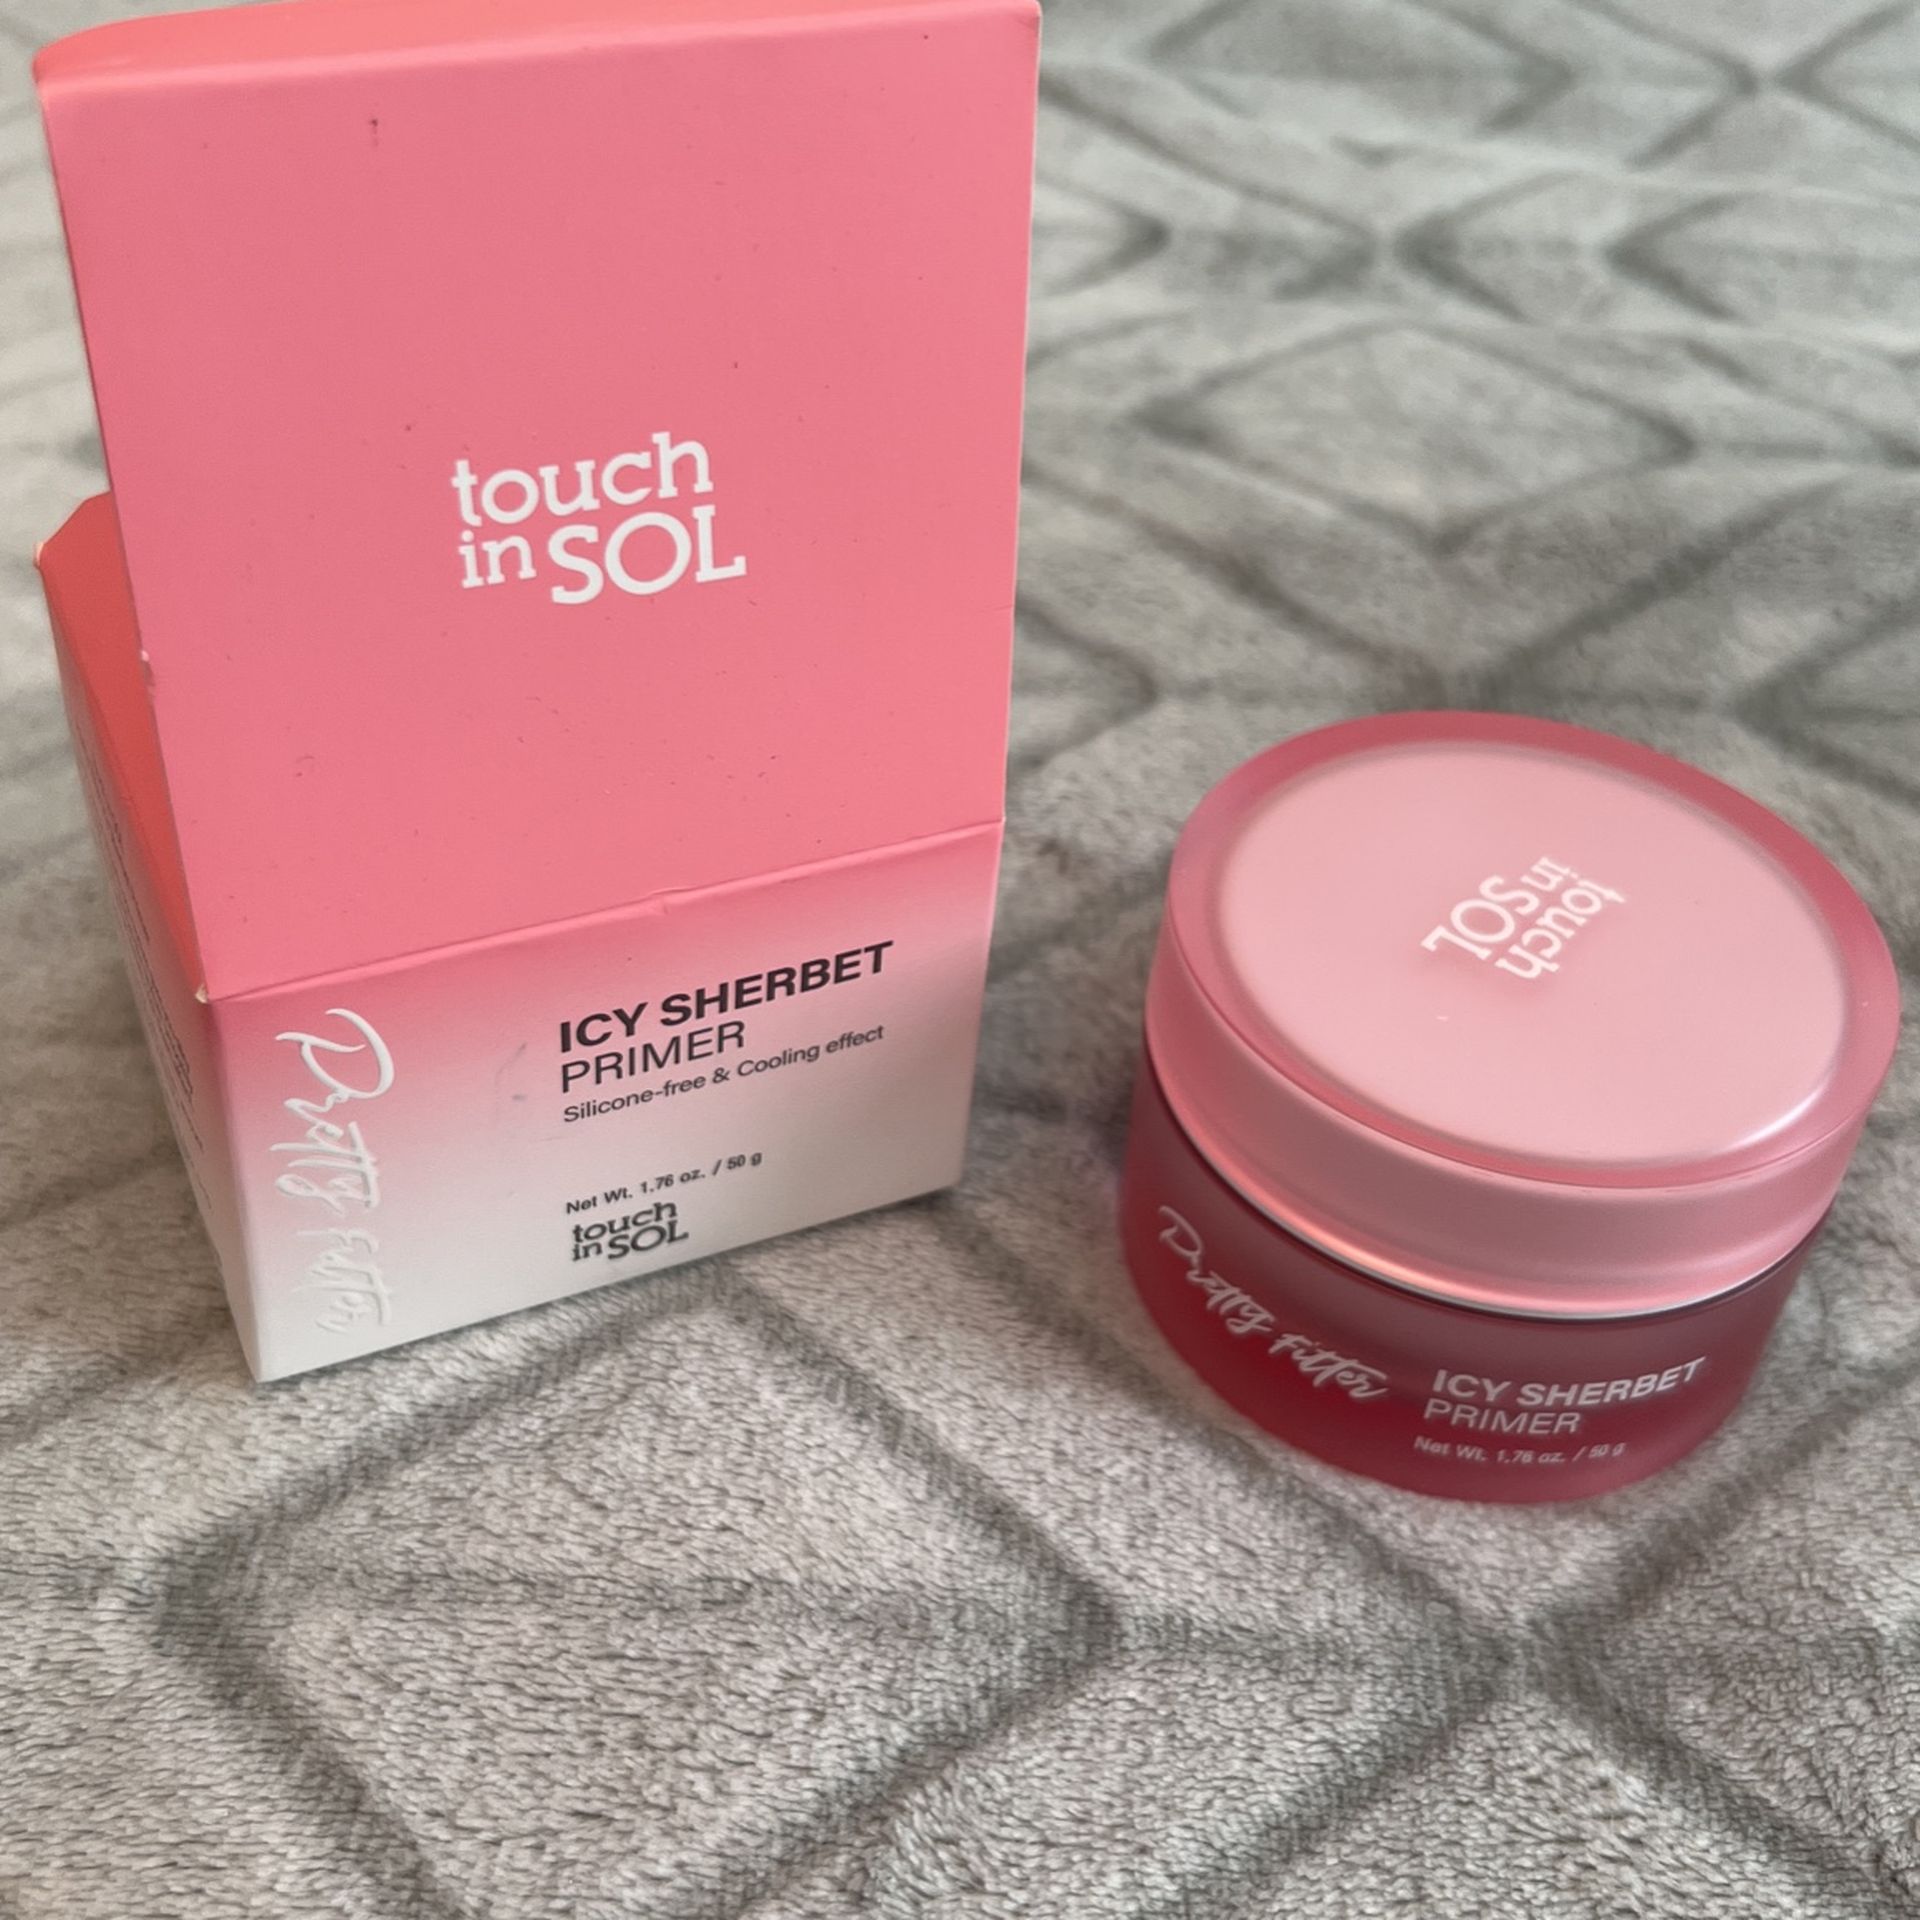 touch
in SOL
Pretty Filter
ICY SHERBET
PRIMER
Silicone-free & Cooling effect
Net Wt. 1.76 oz. / 50 g
touch
in SOL
touch
in SOL
Pretty Filter
ICY SHERBET
PRIMER
Net Wt. 1.76 oz. / 50 g